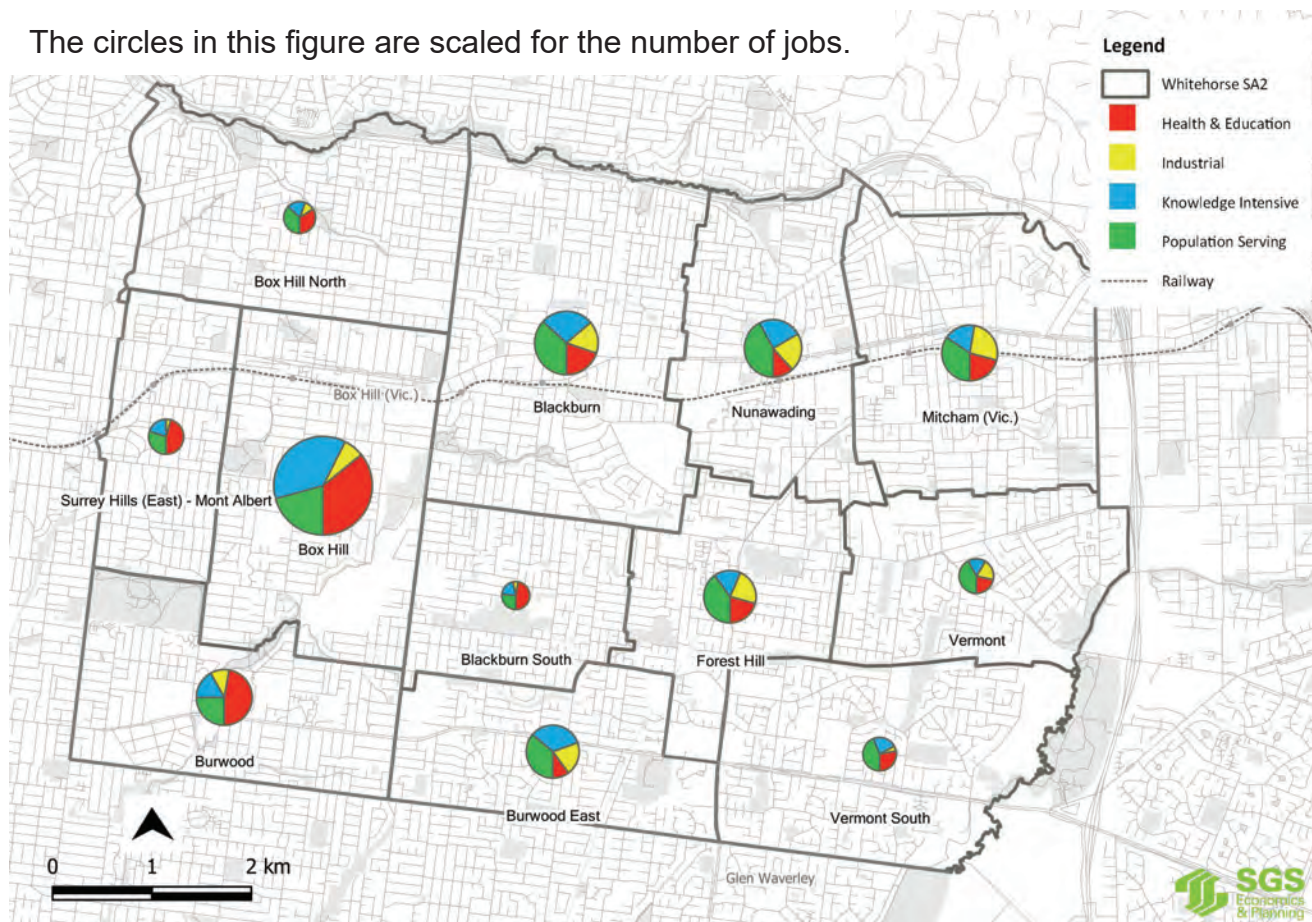 The circles in this figure are scaled for the number of jobs.
Legend
Whitehorse SA2
Health & Education
Industrial
Knowledge Intensive
Population Serving
Railway
Box Hill North
Box Hill (Vic.)
Blackburn
Nunawading
Mitcham (Vic.)
Surrey Hills (East) - Mont Albert
Box Hill
Blackburn South
Forest Hill
Vermont
Burwood
Burwood East
Vermont South
Glen Waverley
0 1 2 km
SGS
Economics
& Planning